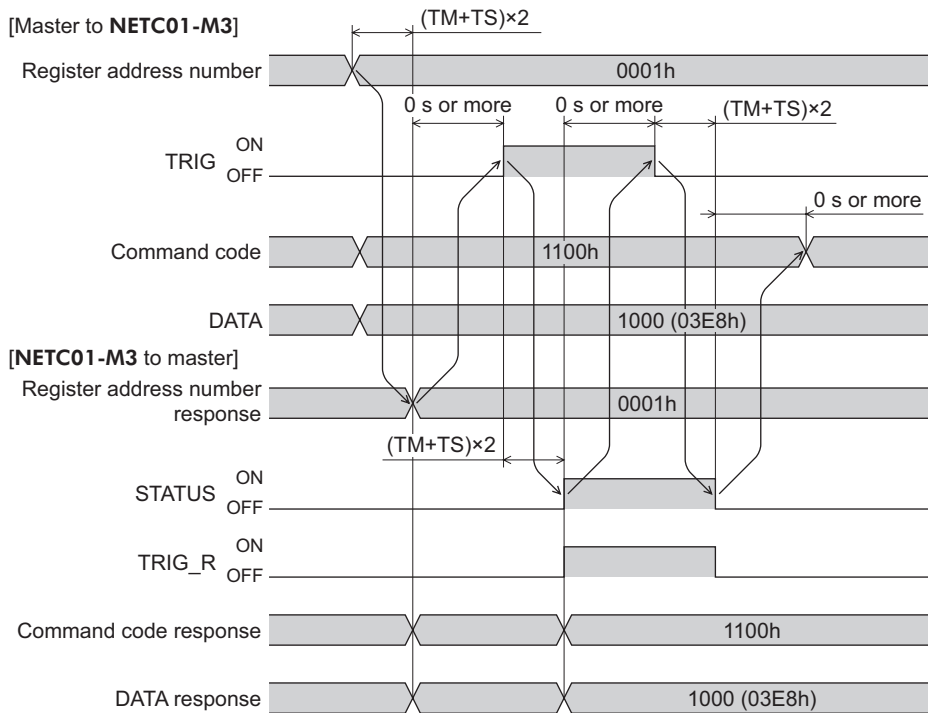 [Master to NETC01-M3]
(TM+TS)×2
Register address number
0001h
0 s or more
0 s or more
(TM+TS)×2
TRIG
ON
OFF
0 s or more
Command code
1100h
DATA
1000 (03E8h)
[NETC01-M3 to master]
Register address number
response
0001h
(TM+TS)×2
STATUS
ON
OFF
TRIG_R
ON
OFF
Command code response
1100h
DATA response
1000 (03E8h)